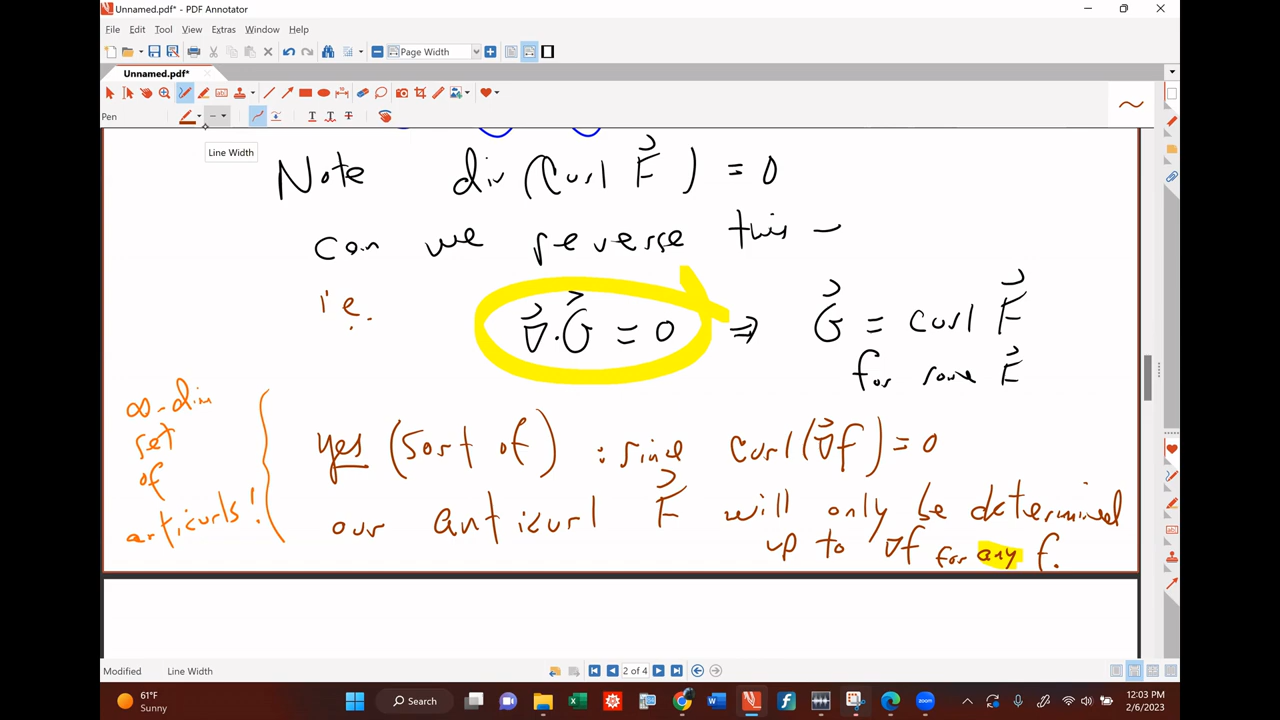 Unnamed.pdf* - PDF Annotator
File Edit Tool View Extras Window Help
Page Width
Unnamed.pdf*
Pen
Line Width
Note div(Curl F⃗) = 0
can we reverse this –
i.e. ∇⃗·G⃗ = 0 ⇒ G⃗ = curl F⃗
for some F⃗
∞-dim
set
of
anticurls!
yes (sort of) : since curl(∇⃗f) = 0
our anticurl F⃗ will only be determined
up to ∇f for any f.
Modified Line Width
2 of 4
61°F
Sunny
Search
12:03 PM
2/6/2023